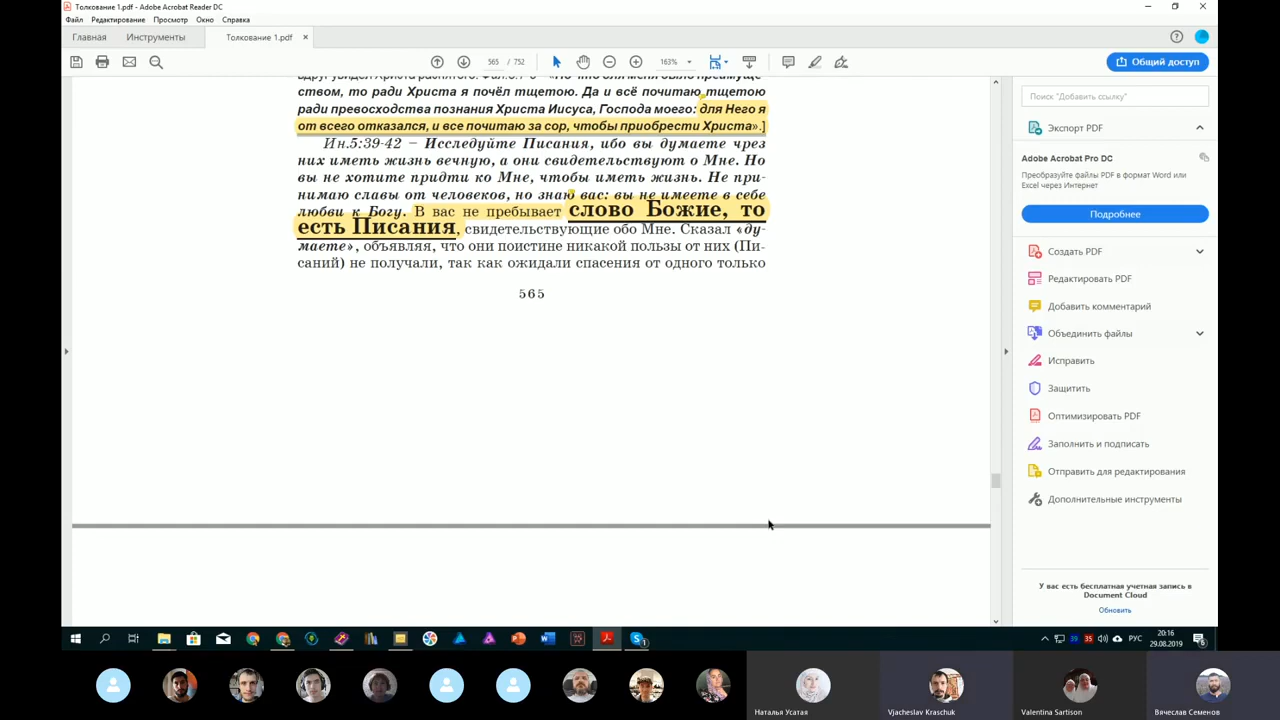 Толкование 1.pdf - Adobe Acrobat Reader DC
Файл Редактирование Просмотр Окно Справка
Главная Инструменты Толкование 1.pdf ×
565 / 752 163% Общий доступ
ством, то ради Христа я почёл тщетою. Да и всё почитаю тщетою
ради превосходства познания Христа Иисуса, Господа моего: для Него я
от всего отказался, и все почитаю за сор, чтобы приобрести Христа».]
Ин.5:39-42 – Исследуйте Писания, ибо вы думаете чрез
них иметь жизнь вечную, а они свидетельствуют о Мне. Но
вы не хотите придти ко Мне, чтобы иметь жизнь. Не при-
нимаю славы от человеков, но знаю вас: вы не имеете в себе
любви к Богу. В вас не пребывает слово Божие, то
есть Писания, свидетельствующие обо Мне. Сказал «ду-
маете», объявляя, что они поистине никакой пользы от них (Пи-
саний) не получали, так как ожидали спасения от одного только
565
Поиск "Добавить ссылку"
Экспорт PDF
Adobe Acrobat Pro DC
Преобразуйте файлы PDF в формат Word или
Excel через Интернет
Подробнее
Создать PDF
Редактировать PDF
Добавить комментарий
Объединить файлы
Исправить
Защитить
Оптимизировать PDF
Заполнить и подписать
Отправить для редактирования
Дополнительные инструменты
У вас есть бесплатная учетная запись в
Document Cloud
Обновить
39 35 РУС 20:16
29.08.2019
Наталья Усатая Vjacheslav Kraschuk Valentina Sartison Вячеслав Семенов